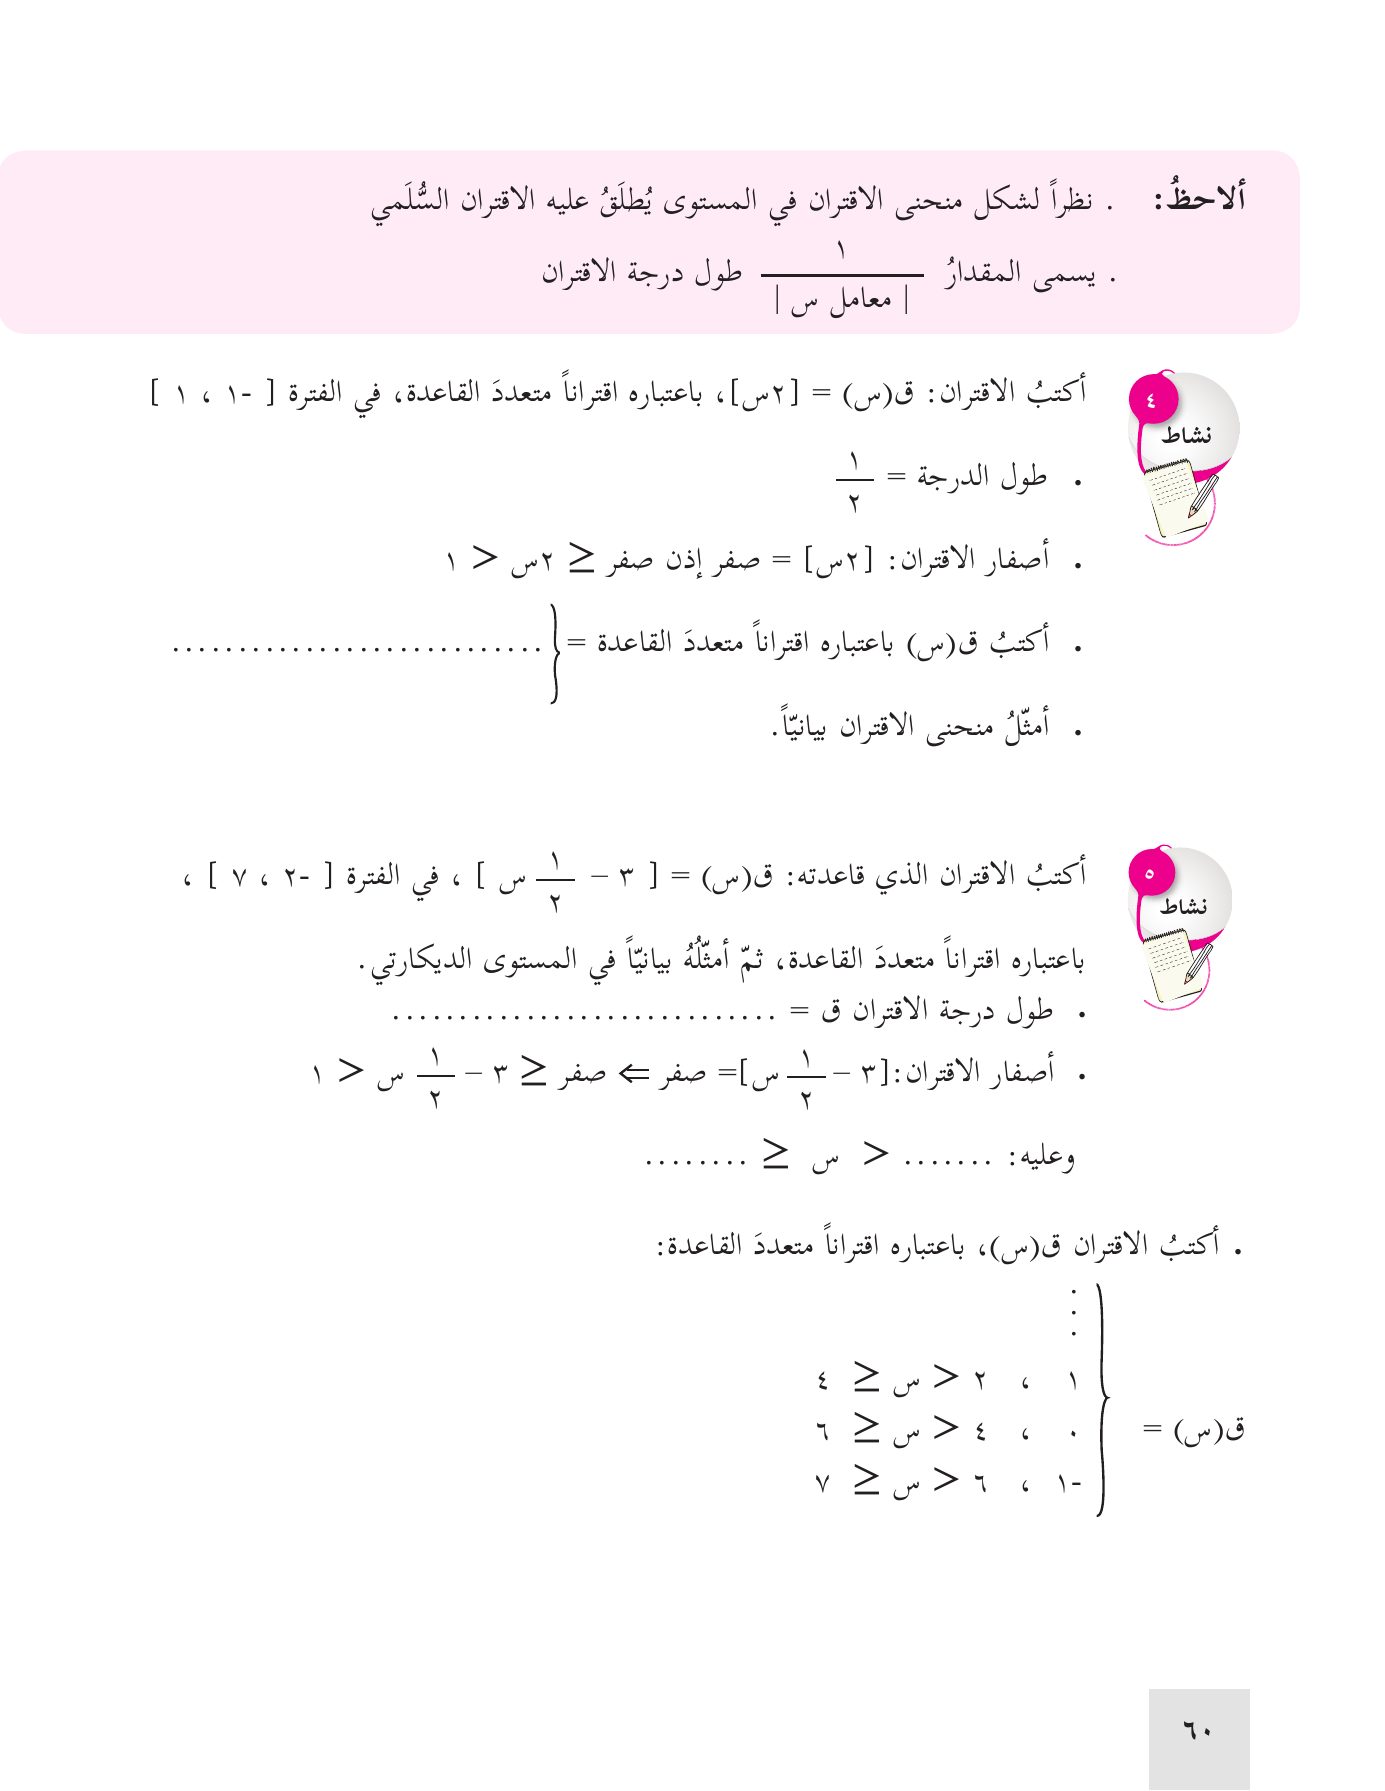 ألاحظُ: . نظراً لشكل منحنى الاقتران في المستوى يُطلَقُ عليه الاقتران السُّلَمي
. يسمى المقدارُ ١ / | معامل س | طول درجة الاقتران
٤
نشاط
أكتبُ الاقتران: ق(س) = [٢س]، باعتباره اقتراناً متعددَ القاعدة، في الفترة [ -١ ، ١ ]
. طول الدرجة = ١ / ٢
. أصفار الاقتران: [٢س] = صفر إذن صفر ≤ ٢س < ١
. أكتبُ ق(س) باعتباره اقتراناً متعددَ القاعدة = { ...........................
. أمثّلُ منحنى الاقتران بيانيّاً.
٥
نشاط
أكتبُ الاقتران الذي قاعدته: ق(س) = [ ٣ – ١ / ٢ س ] ، في الفترة [ -٢ ، ٧ ] ،
باعتباره اقتراناً متعددَ القاعدة، ثمّ أمثّلُهُ بيانيّاً في المستوى الديكارتي.
. طول درجة الاقتران ق = ............................
. أصفار الاقتران:[٣ – ١ / ٢ س]= صفر ⇐ صفر ≤ ٣ – ١ / ٢ س < ١
وعليه: ....... < س ≤ ........
. أكتبُ الاقتران ق(س)، باعتباره اقتراناً متعددَ القاعدة:
.
.
.
١ ، ٢ < س ≤ ٤
ق(س) = { ٠ ، ٤ < س ≤ ٦
-١ ، ٦ < س ≤ ٧
٦٠